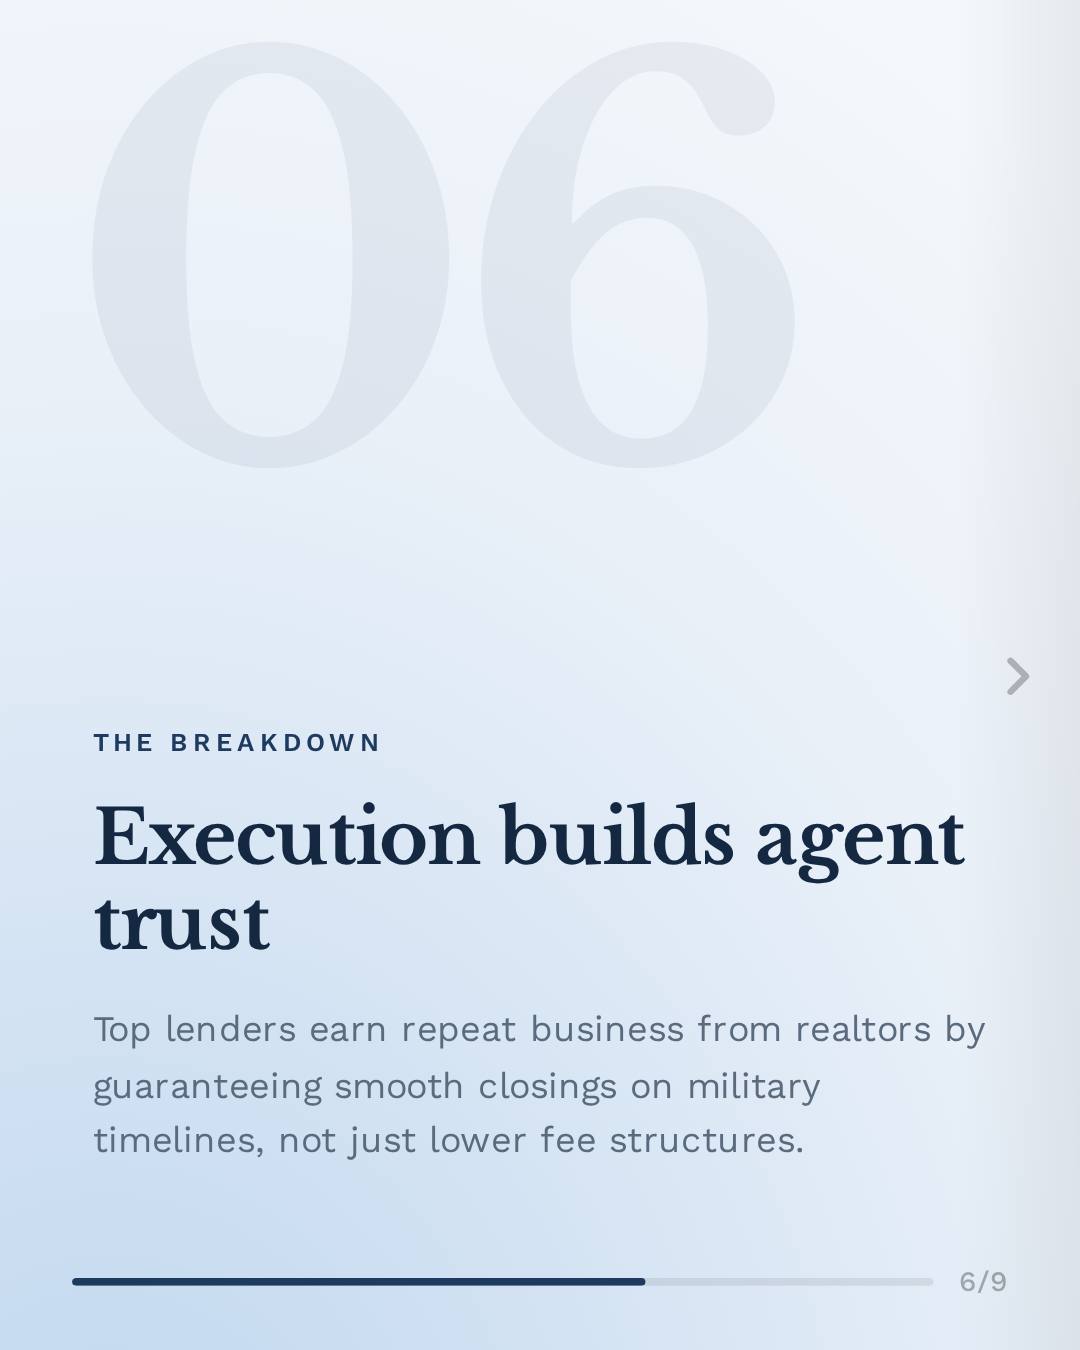 06
THE BREAKDOWN
Execution builds agent
trust
Top lenders earn repeat business from realtors by
guaranteeing smooth closings on military
timelines, not just lower fee structures.
6/9